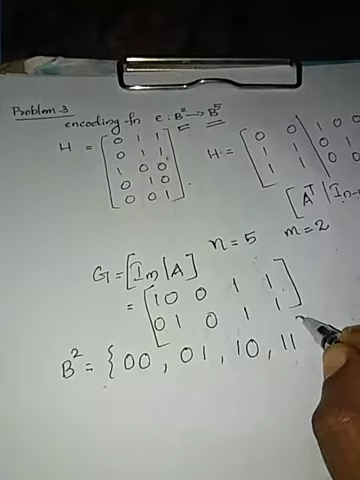 Problem 3
encoding fn e : B² → B⁵
H = [ 0 1 1
0 1 1
1 0 0
0 1 0
0 0 1 ]
H = [ 0 0 | 1 0 0
1 1 | 0 1
1 1 | 0 0
[Aᵀ | I
n = 5 m = 2
G = [Im | A]
= [ 1 0 0 1 1
0 1 0 1 1 ]
B² = { 00 , 01 , 10 , 11